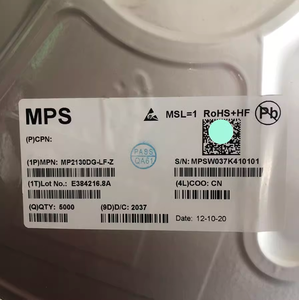 MPS
MSL=1 RoHS+HF
Pb
(P)CPN:
(1P)MPN: MP2130DG-LF-Z
PASS
QA61
S/N: MPSW037K410101
(1T)Lot No.: E384216.8A
(4L)COO: CN
(Q)QTY: 5000
(9D)D/C: 2037
Date: 12-10-20